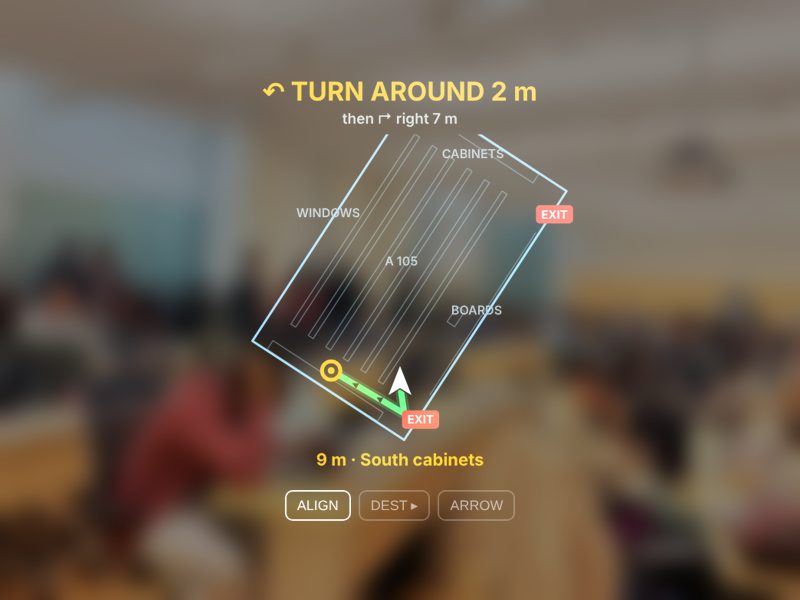 ↶ TURN AROUND 2 m
then ↱ right 7 m
CABINETS
WINDOWS
EXIT
A 105
BOARDS
EXIT
9 m · South cabinets
ALIGN
DEST ▸
ARROW